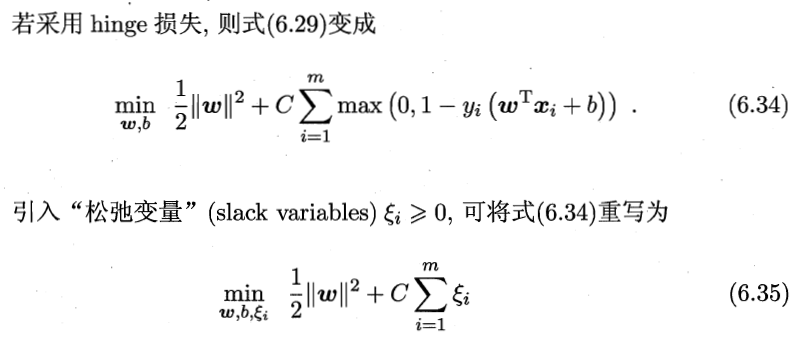 若采用 hinge 损失, 则式(6.29)变成
$\min_{\boldsymbol{w},b} \ \frac{1}{2}\|\boldsymbol{w}\|^2 + C\sum_{i=1}^{m} \max\left(0, 1 - y_i\left(\boldsymbol{w}^{\mathrm{T}}\boldsymbol{x}_i + b\right)\right) \ .$ (6.34)
引入“松弛变量”(slack variables) $\xi_i \geqslant 0$, 可将式(6.34)重写为
$\min_{\boldsymbol{w},b,\xi_i} \ \frac{1}{2}\|\boldsymbol{w}\|^2 + C\sum_{i=1}^{m} \xi_i$ (6.35)